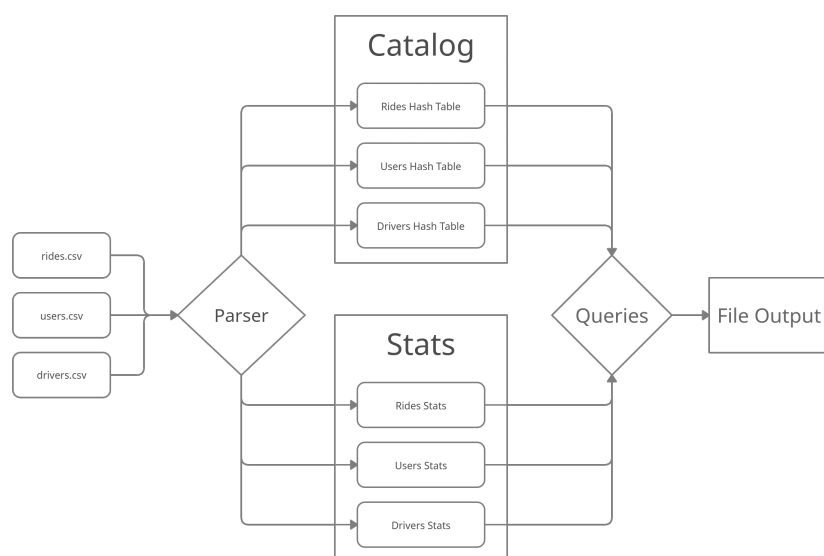 Catalog
Rides Hash Table
Users Hash Table
Drivers Hash Table
rides.csv
users.csv
drivers.csv
Parser
Queries
File Output
Stats
Rides Stats
Users Stats
Drivers Stats